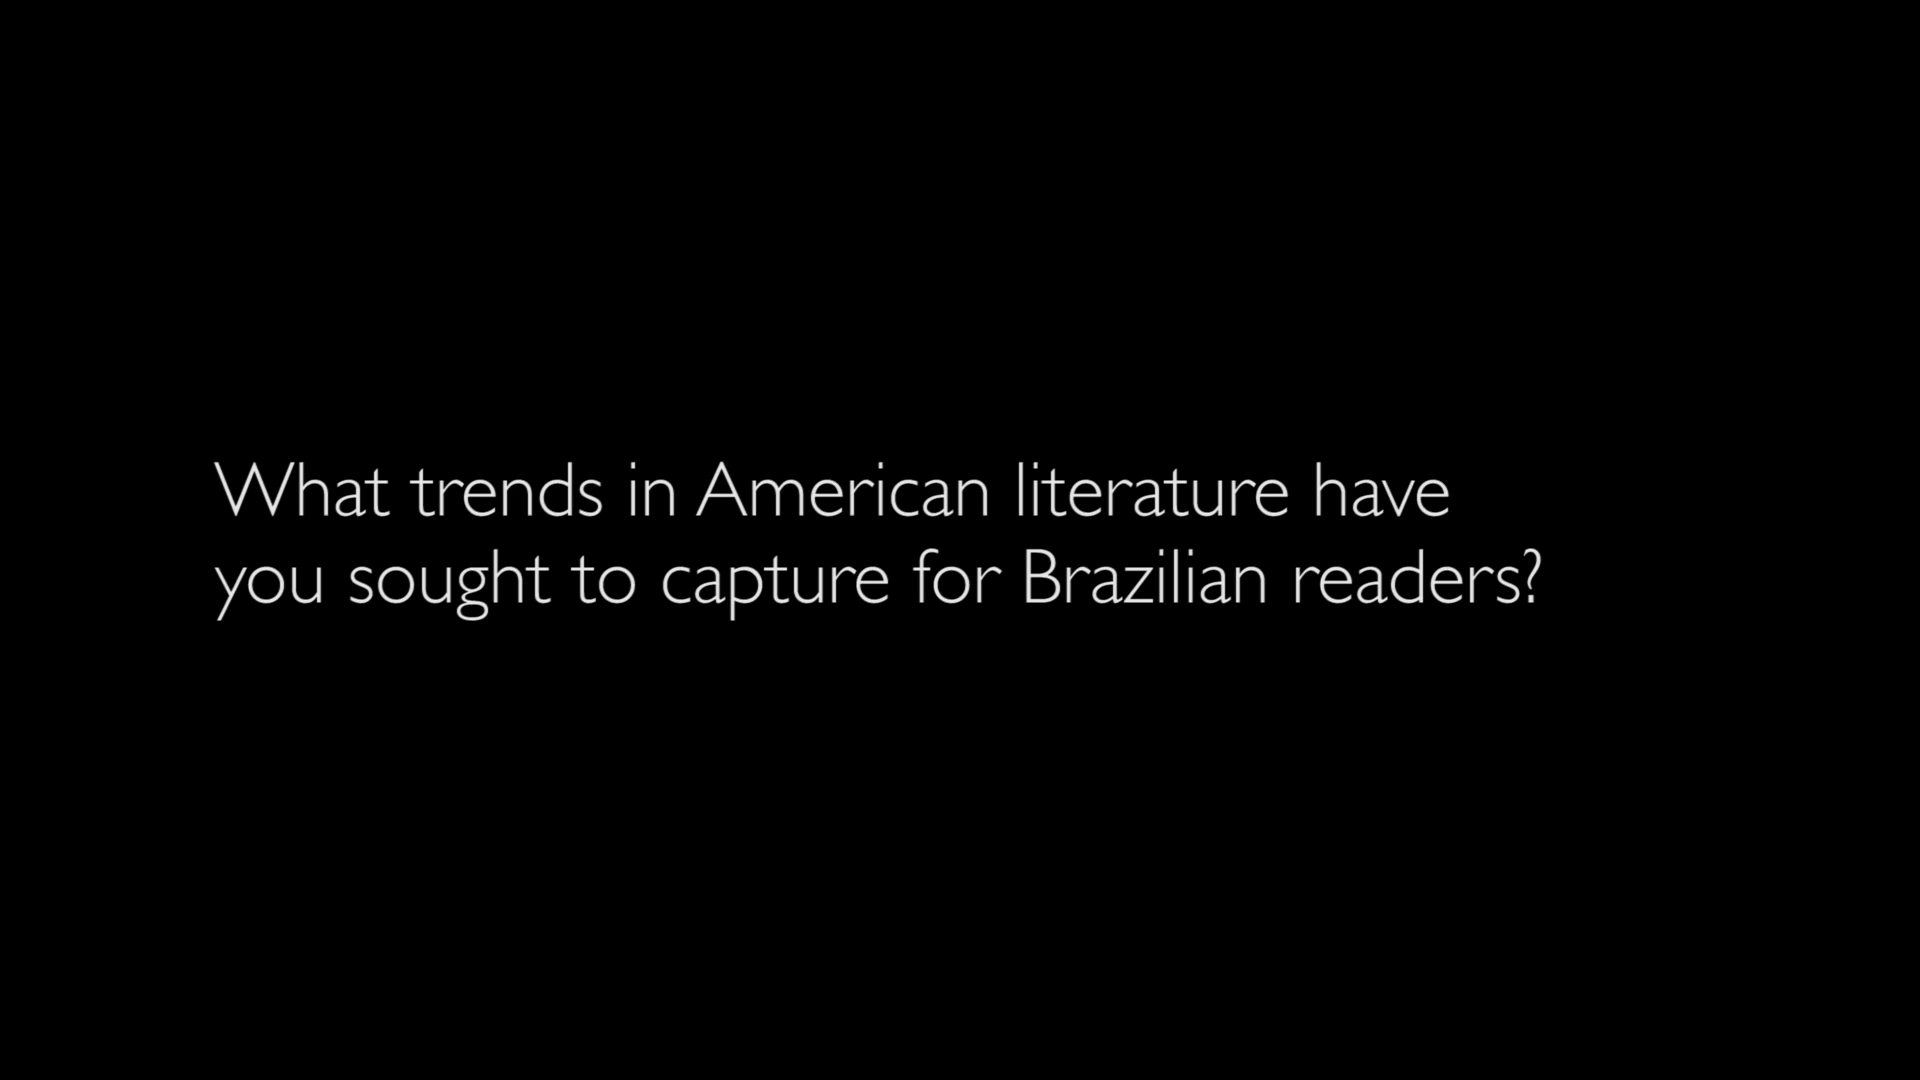 What trends in American literature have
you sought to capture for Brazilian readers?